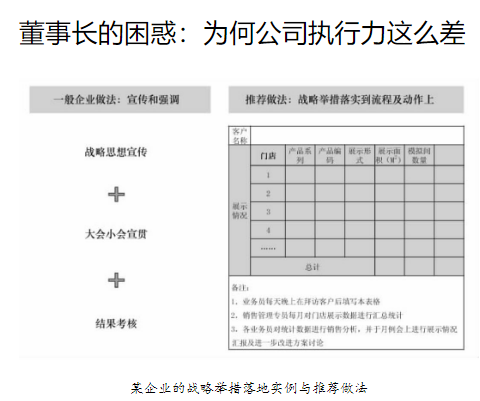 董事长的困惑：为何公司执行力这么差
一般企业做法：宣传和强调
战略思想宣传
大会小会宣贯
结果考核
推荐做法：战略举措落实到流程及动作上
客户名称
展示情况
门店 产品系列 产品编码 展示形式 展示面积（M²） 模拟间数量
1
2
3
4
……
总计
备注：
1、业务员每天晚上在拜访客户后填写本表格
2、销售管理专员每月对门店展示数据进行汇总统计
3、各业务员对统计数据进行销售分析，并于月例会上进行展示情况
汇报及进一步改进方案讨论
某企业的战略举措落地实例与推荐做法